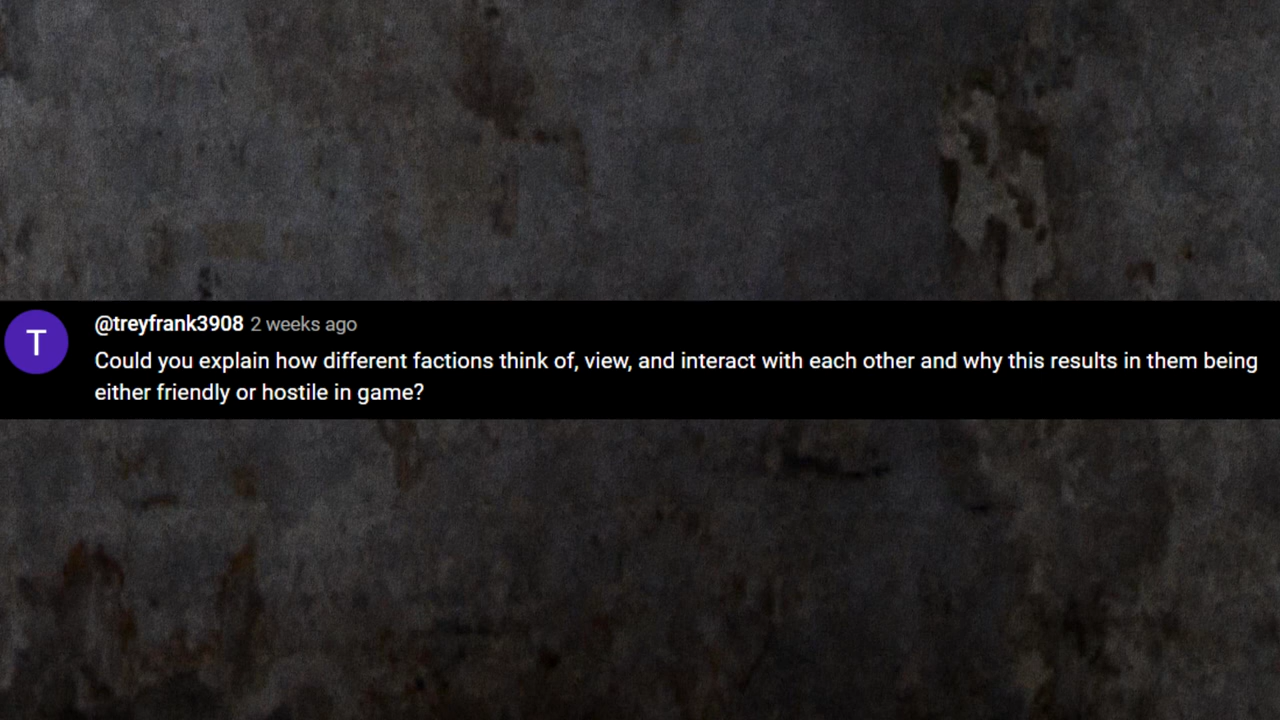 T
@treyfrank3908 2 weeks ago
Could you explain how different factions think of, view, and interact with each other and why this results in them being
either friendly or hostile in game?